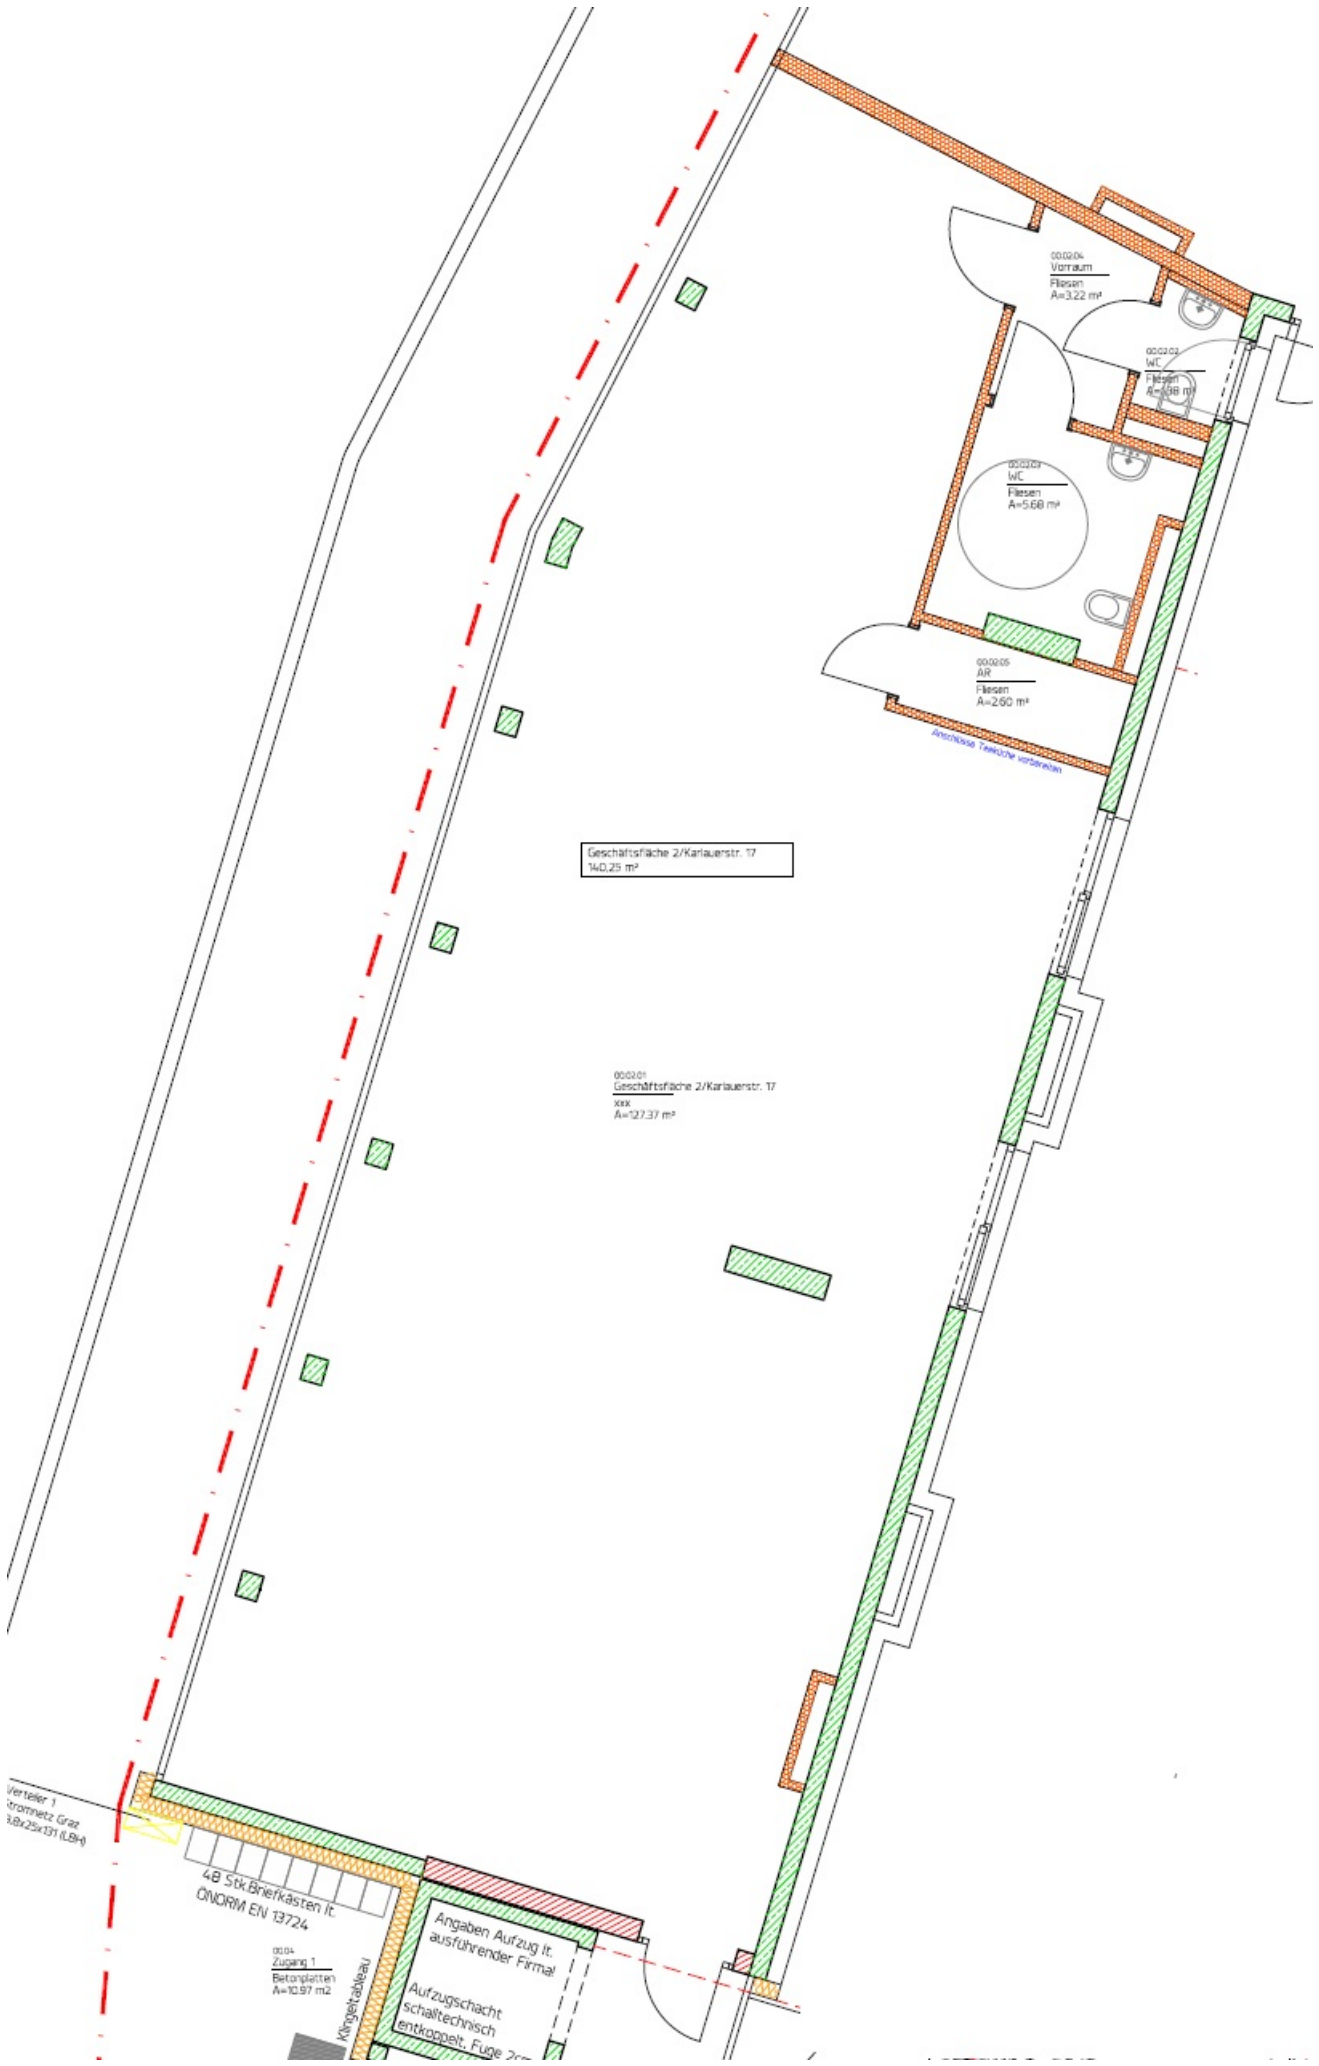 00.02.04
Vorraum
Fliesen
A=3.22 m²
00.02.02
WC
Fliesen
00.02.03
WC
Fliesen
A=5.68 m²
00.02.05
AR
Fliesen
A=2.60 m²
Anschlüsse Teeküche vorbereiten
Geschäftsfläche 2/Karlauerstr. 17
140,25 m²
00.02.01
Geschäftsfläche 2/Karlauerstr. 17
xxx
A=127.37 m²
Verteiler 1
Stromnetz Graz
48 Stk.Briefkästen lt.
ÖNORM EN 13724
00.04
Zugang 1
Betonplatten
A=10.97 m2
Klingeltableau
Angaben Aufzug lt.
ausführender Firma!
Aufzugschacht
schalltechnisch
entkoppelt, Fuge 2cm